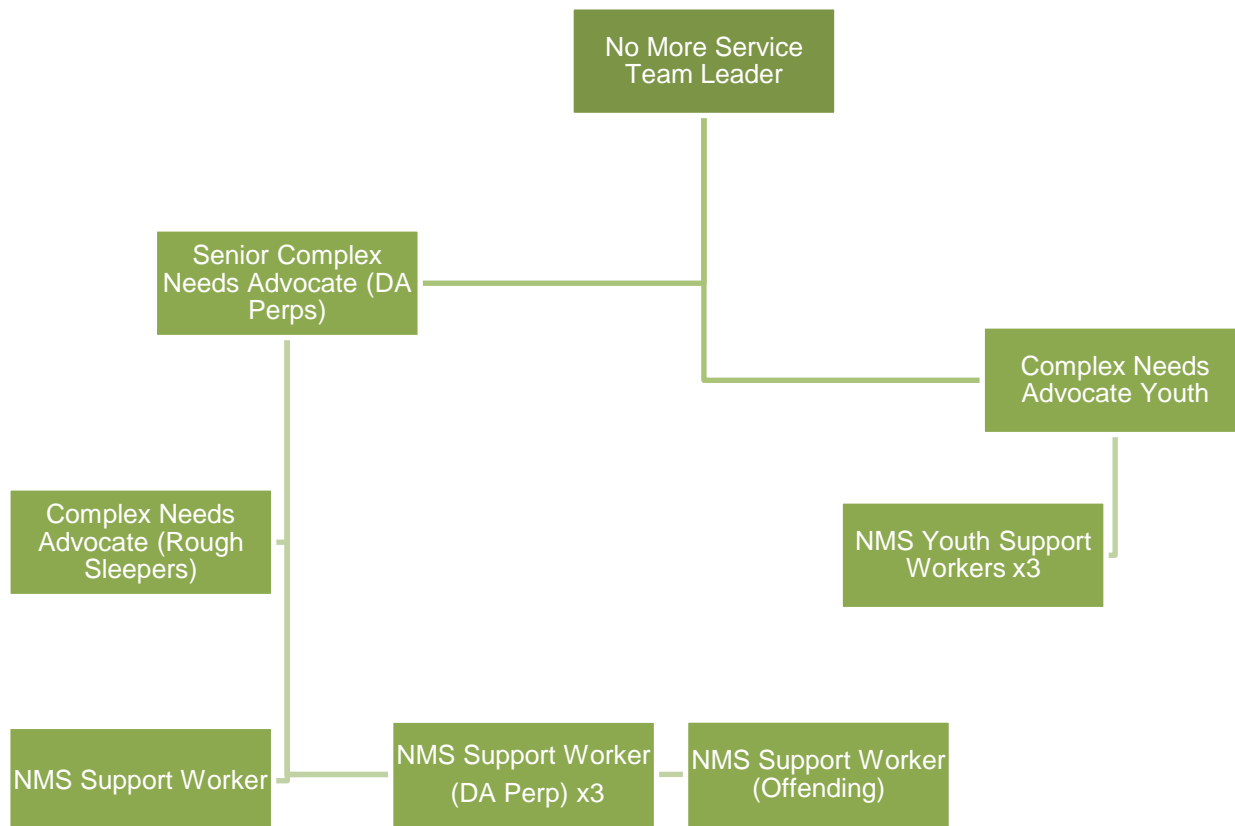 No More Service
Team Leader
Senior Complex
Needs Advocate (DA
Perps)
Complex Needs
Advocate Youth
Complex Needs
Advocate (Rough
Sleepers)
NMS Youth Support
Workers x3
NMS Support Worker
NMS Support Worker
(DA Perp) x3
NMS Support Worker
(Offending)